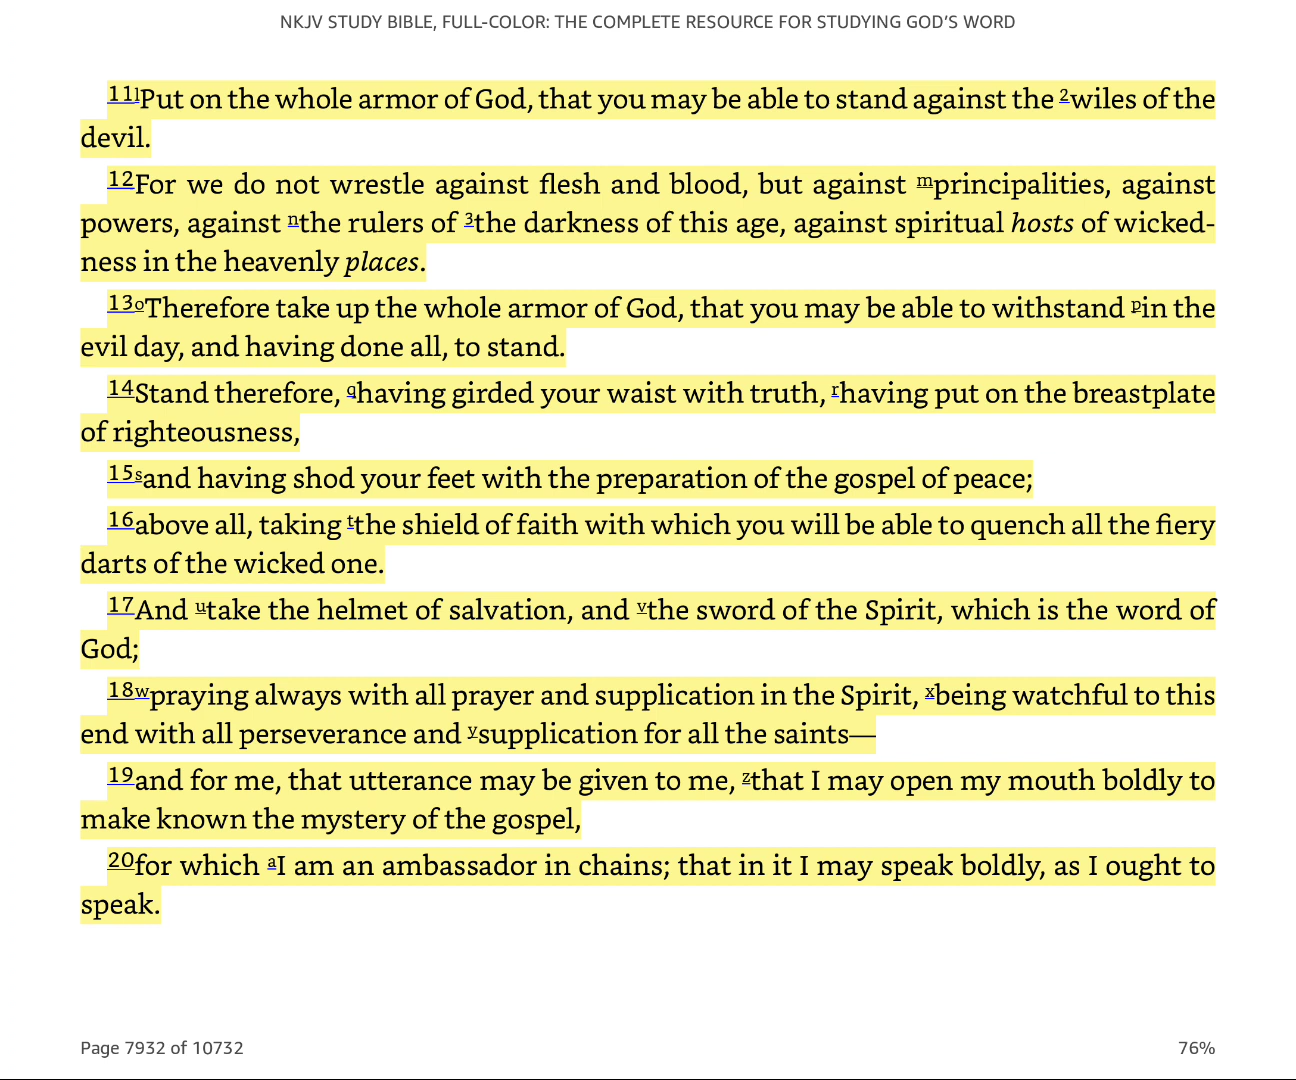 NKJV STUDY BIBLE, FULL-COLOR: THE COMPLETE RESOURCE FOR STUDYING GOD'S WORD
11lPut on the whole armor of God, that you may be able to stand against the 2wiles of the
devil.
12For we do not wrestle against flesh and blood, but against mprincipalities, against
powers, against nthe rulers of 3the darkness of this age, against spiritual hosts of wicked-
ness in the heavenly places.
13oTherefore take up the whole armor of God, that you may be able to withstand pin the
evil day, and having done all, to stand.
14Stand therefore, qhaving girded your waist with truth, rhaving put on the breastplate
of righteousness,
15sand having shod your feet with the preparation of the gospel of peace;
16above all, taking tthe shield of faith with which you will be able to quench all the fiery
darts of the wicked one.
17And utake the helmet of salvation, and vthe sword of the Spirit, which is the word of
God;
18wpraying always with all prayer and supplication in the Spirit, xbeing watchful to this
end with all perseverance and ysupplication for all the saints—
19and for me, that utterance may be given to me, zthat I may open my mouth boldly to
make known the mystery of the gospel,
20for which aI am an ambassador in chains; that in it I may speak boldly, as I ought to
speak.
Page 7932 of 10732
76%